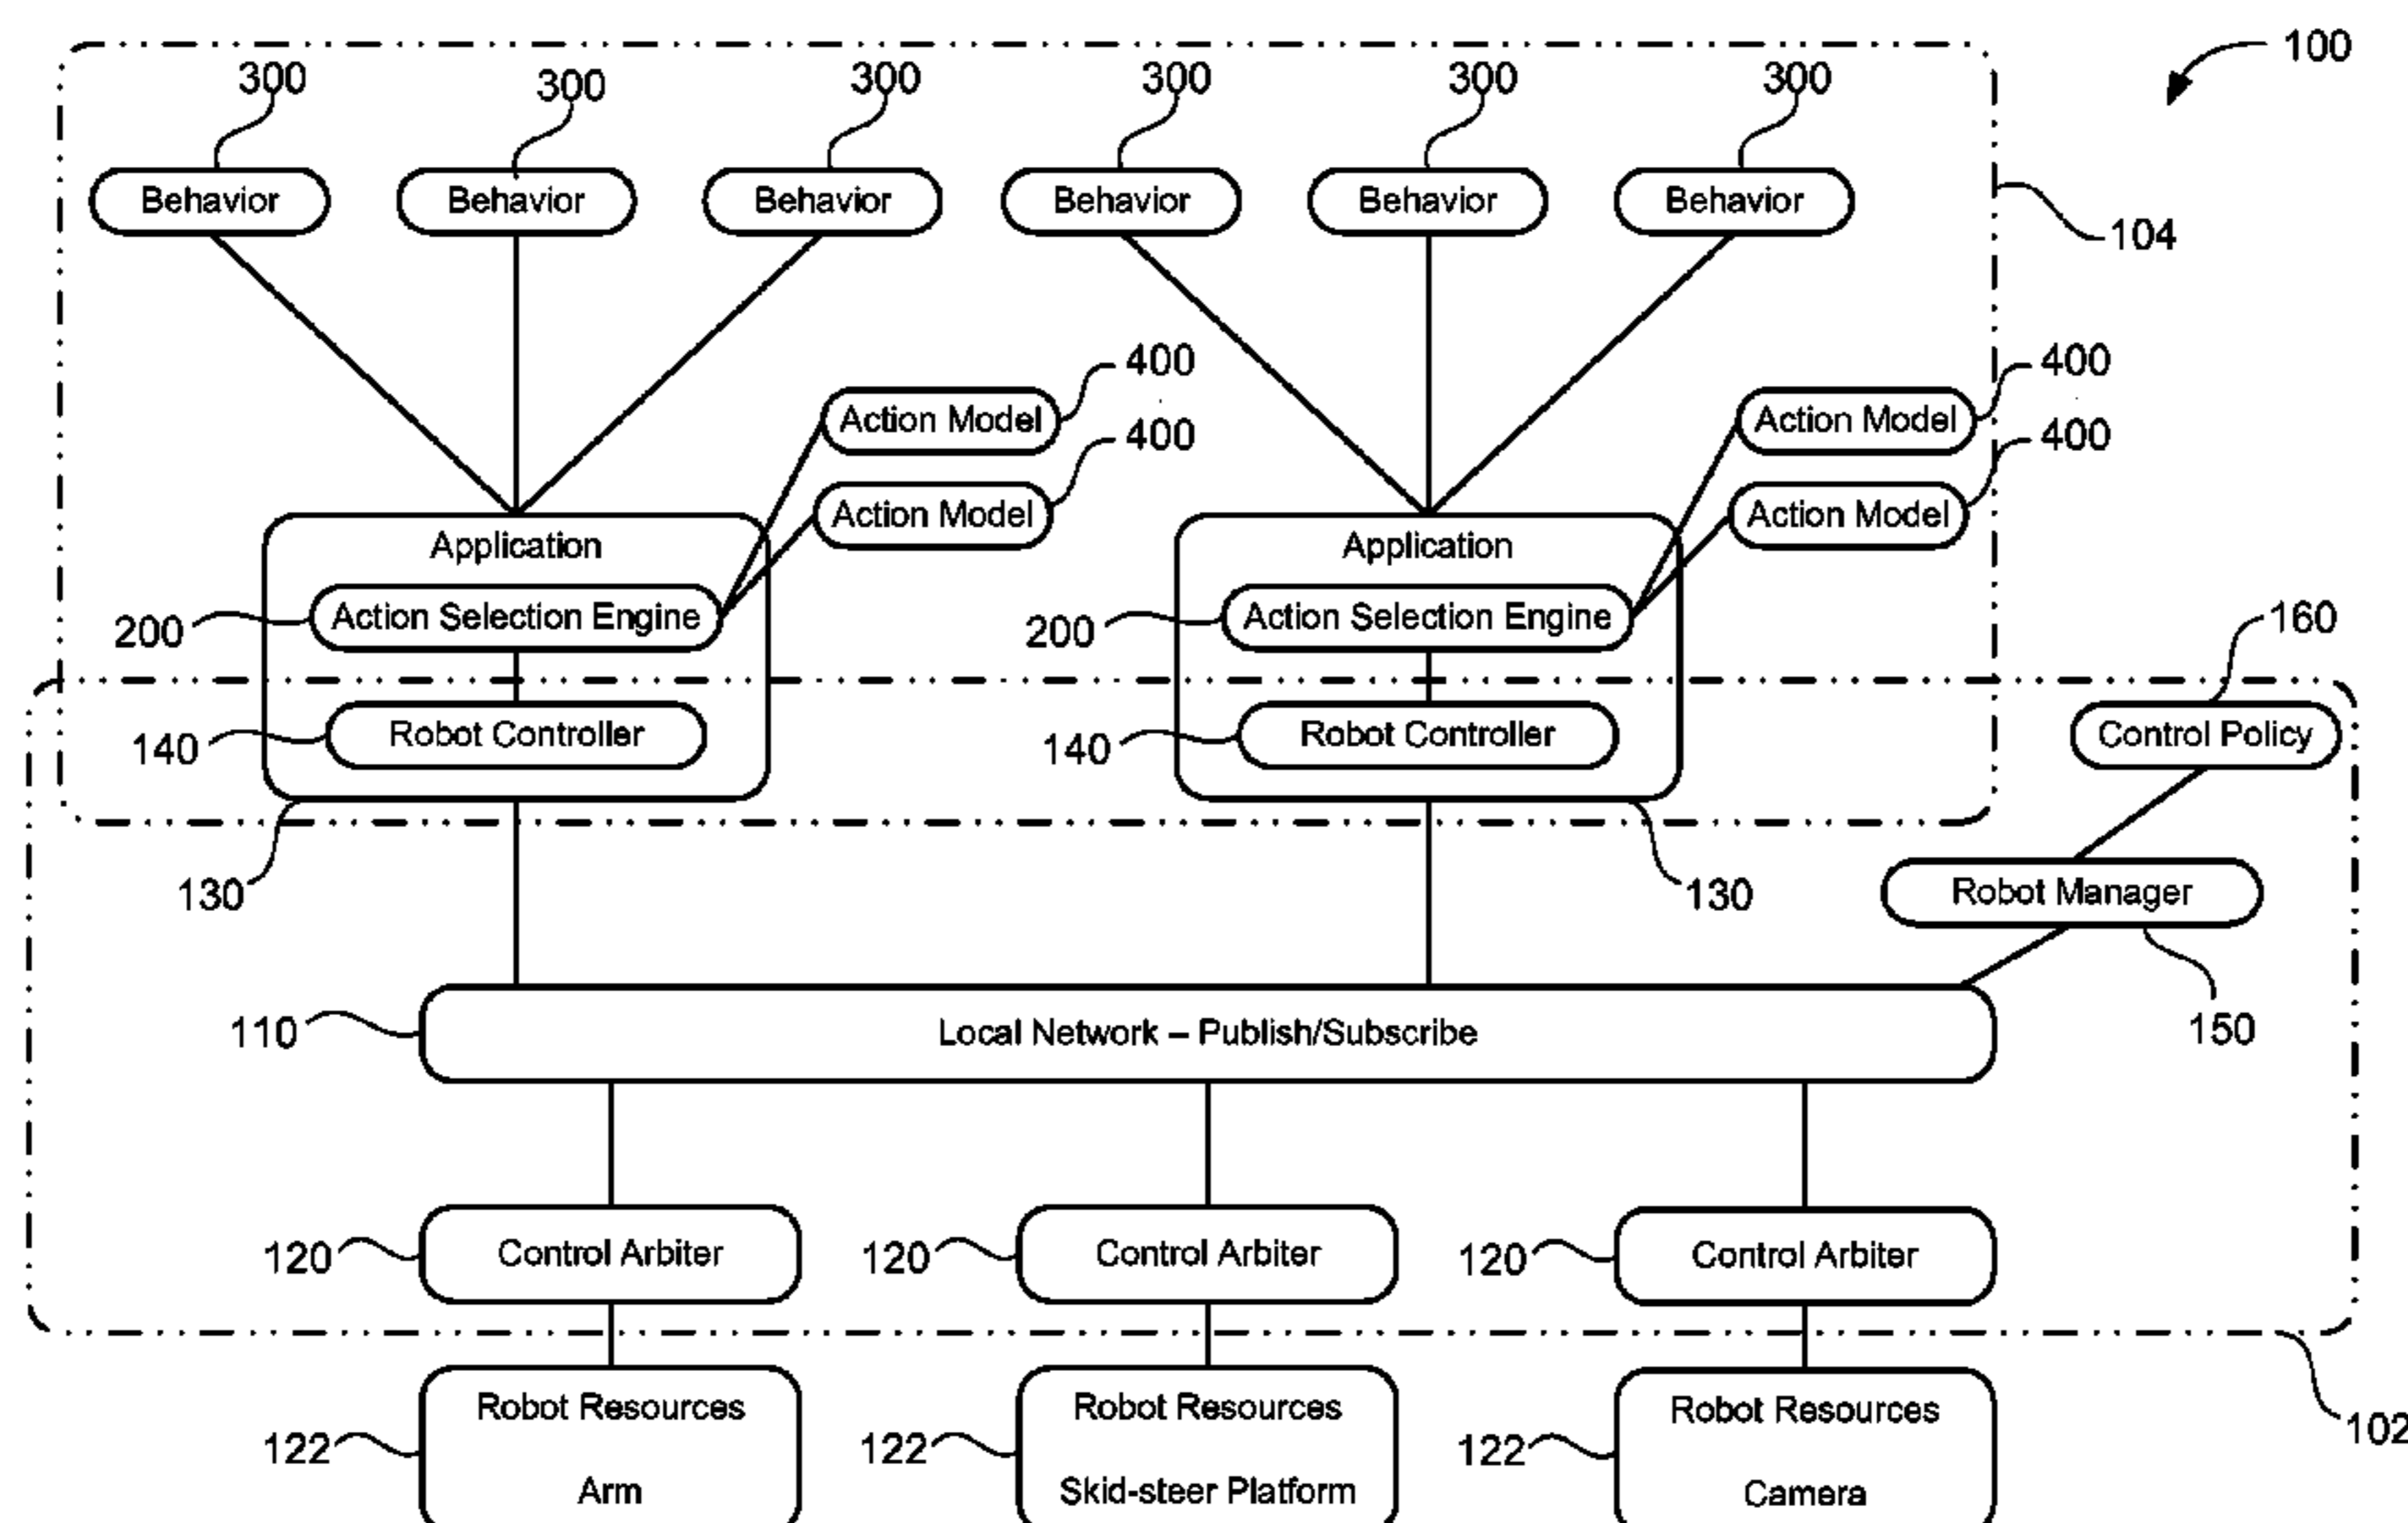 100
300
300
300
300
300
300
Behavior
Behavior
Behavior
Behavior
Behavior
Behavior
104
400
400
Action Model
Action Model
400
400
Action Model
Action Model
Application
Application
Action Selection Engine
Action Selection Engine
200
200
160
Robot Controller
Robot Controller
Control Policy
140
140
130
130
Robot Manager
150
110
Local Network – Publish/Subscribe
120
Control Arbiter
120
Control Arbiter
120
Control Arbiter
102
Robot Resources
Robot Resources
Robot Resources
122
122
122
Arm
Skid-steer Platform
Camera